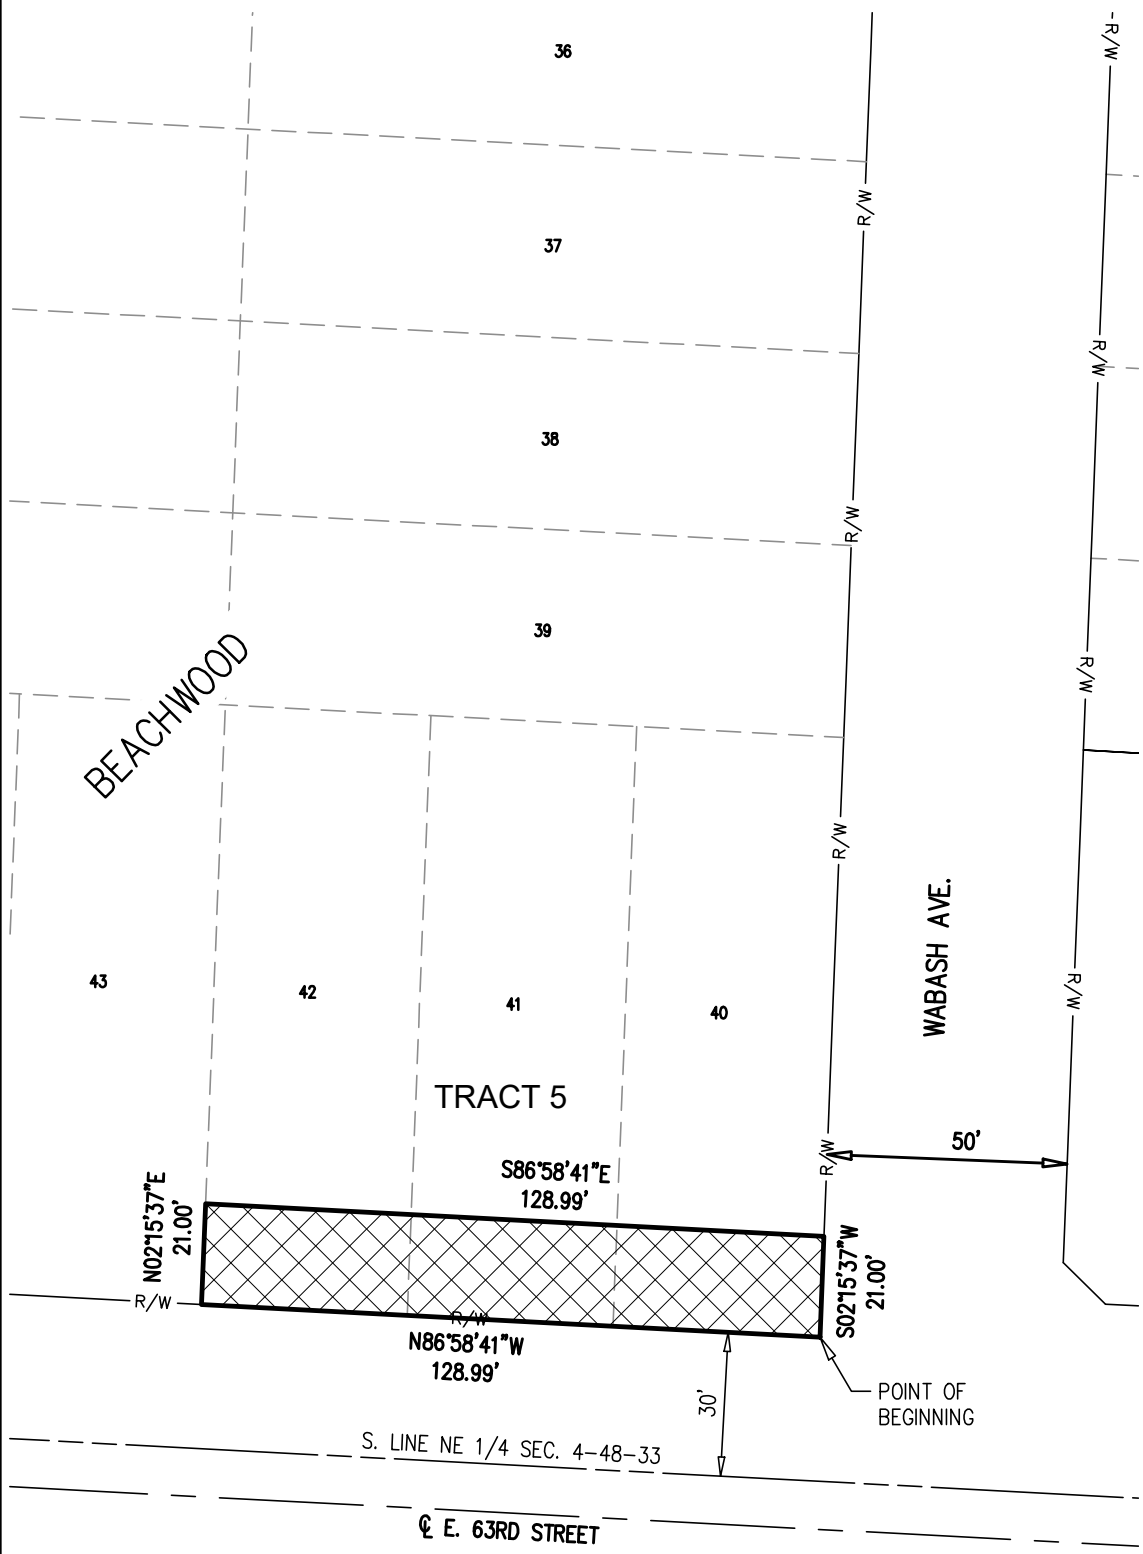 R/W
36
R/W
37
R/W
38
R/W
39
BEACHWOOD
R/W
R/W
WABASH AVE.
43
42
41
40
R/W
TRACT 5
50'
R/W
S86°58'41"E
128.99'
N02°15'37"E
21.00'
S02°15'37"W
21.00'
R/W
R/W
N86°58'41"W
128.99'
30'
POINT OF
BEGINNING
S. LINE NE 1/4 SEC. 4-48-33
℄ E. 63RD STREET